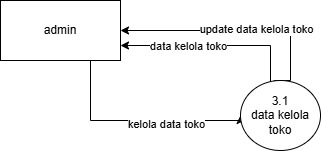 admin
update data kelola toko
data kelola toko
3.1
data kelola
toko
kelola data toko